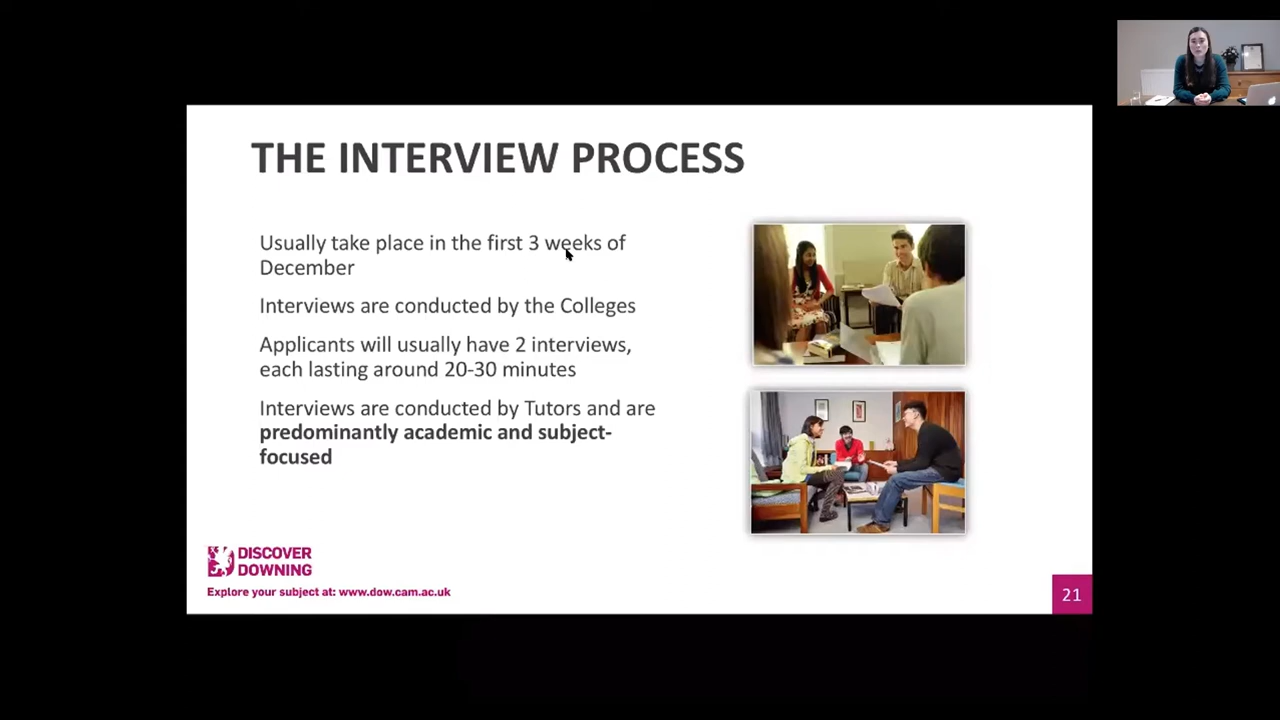 THE INTERVIEW PROCESS
Usually take place in the first 3 weeks of
December
Interviews are conducted by the Colleges
Applicants will usually have 2 interviews,
each lasting around 20-30 minutes
Interviews are conducted by Tutors and are
predominantly academic and subject-
focused
DISCOVER
DOWNING
Explore your subject at: www.dow.cam.ac.uk
21